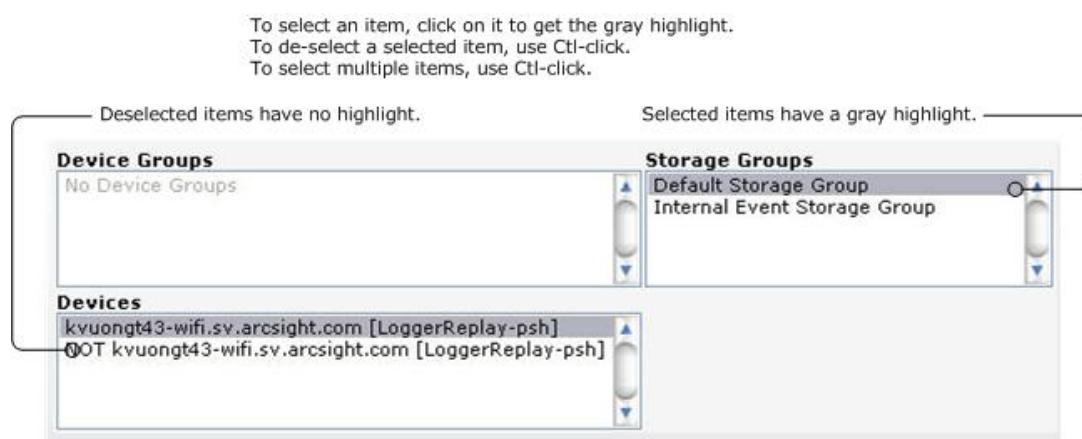 To select an item, click on it to get the gray highlight.
To de-select a selected item, use Ctl-click.
To select multiple items, use Ctl-click.
Deselected items have no highlight.
Selected items have a gray highlight.
Device Groups
No Device Groups
Storage Groups
Default Storage Group
Internal Event Storage Group
Devices
kvuongt43-wifi.sv.arcsight.com [LoggerReplay-psh]
NOT kvuongt43-wifi.sv.arcsight.com [LoggerReplay-psh]